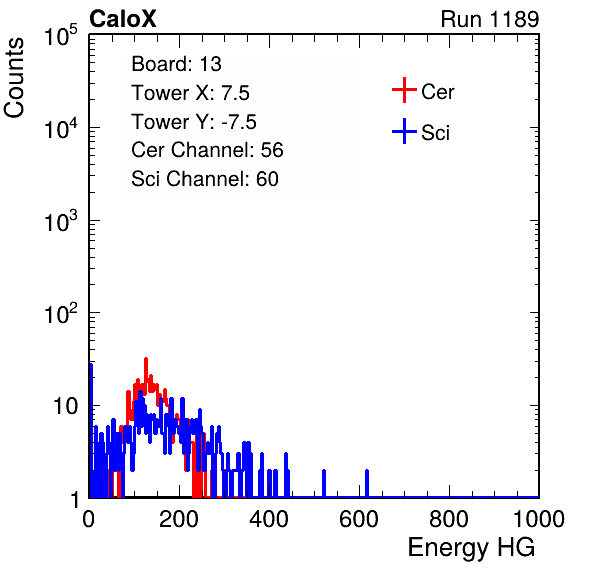 CaloX Run 1189
Counts
10^5
10^4
10^3
10^2
10
1
Board: 13
Tower X: 7.5
Tower Y: -7.5
Cer Channel: 56
Sci Channel: 60
Cer
Sci
0 200 400 600 800 1000
Energy HG